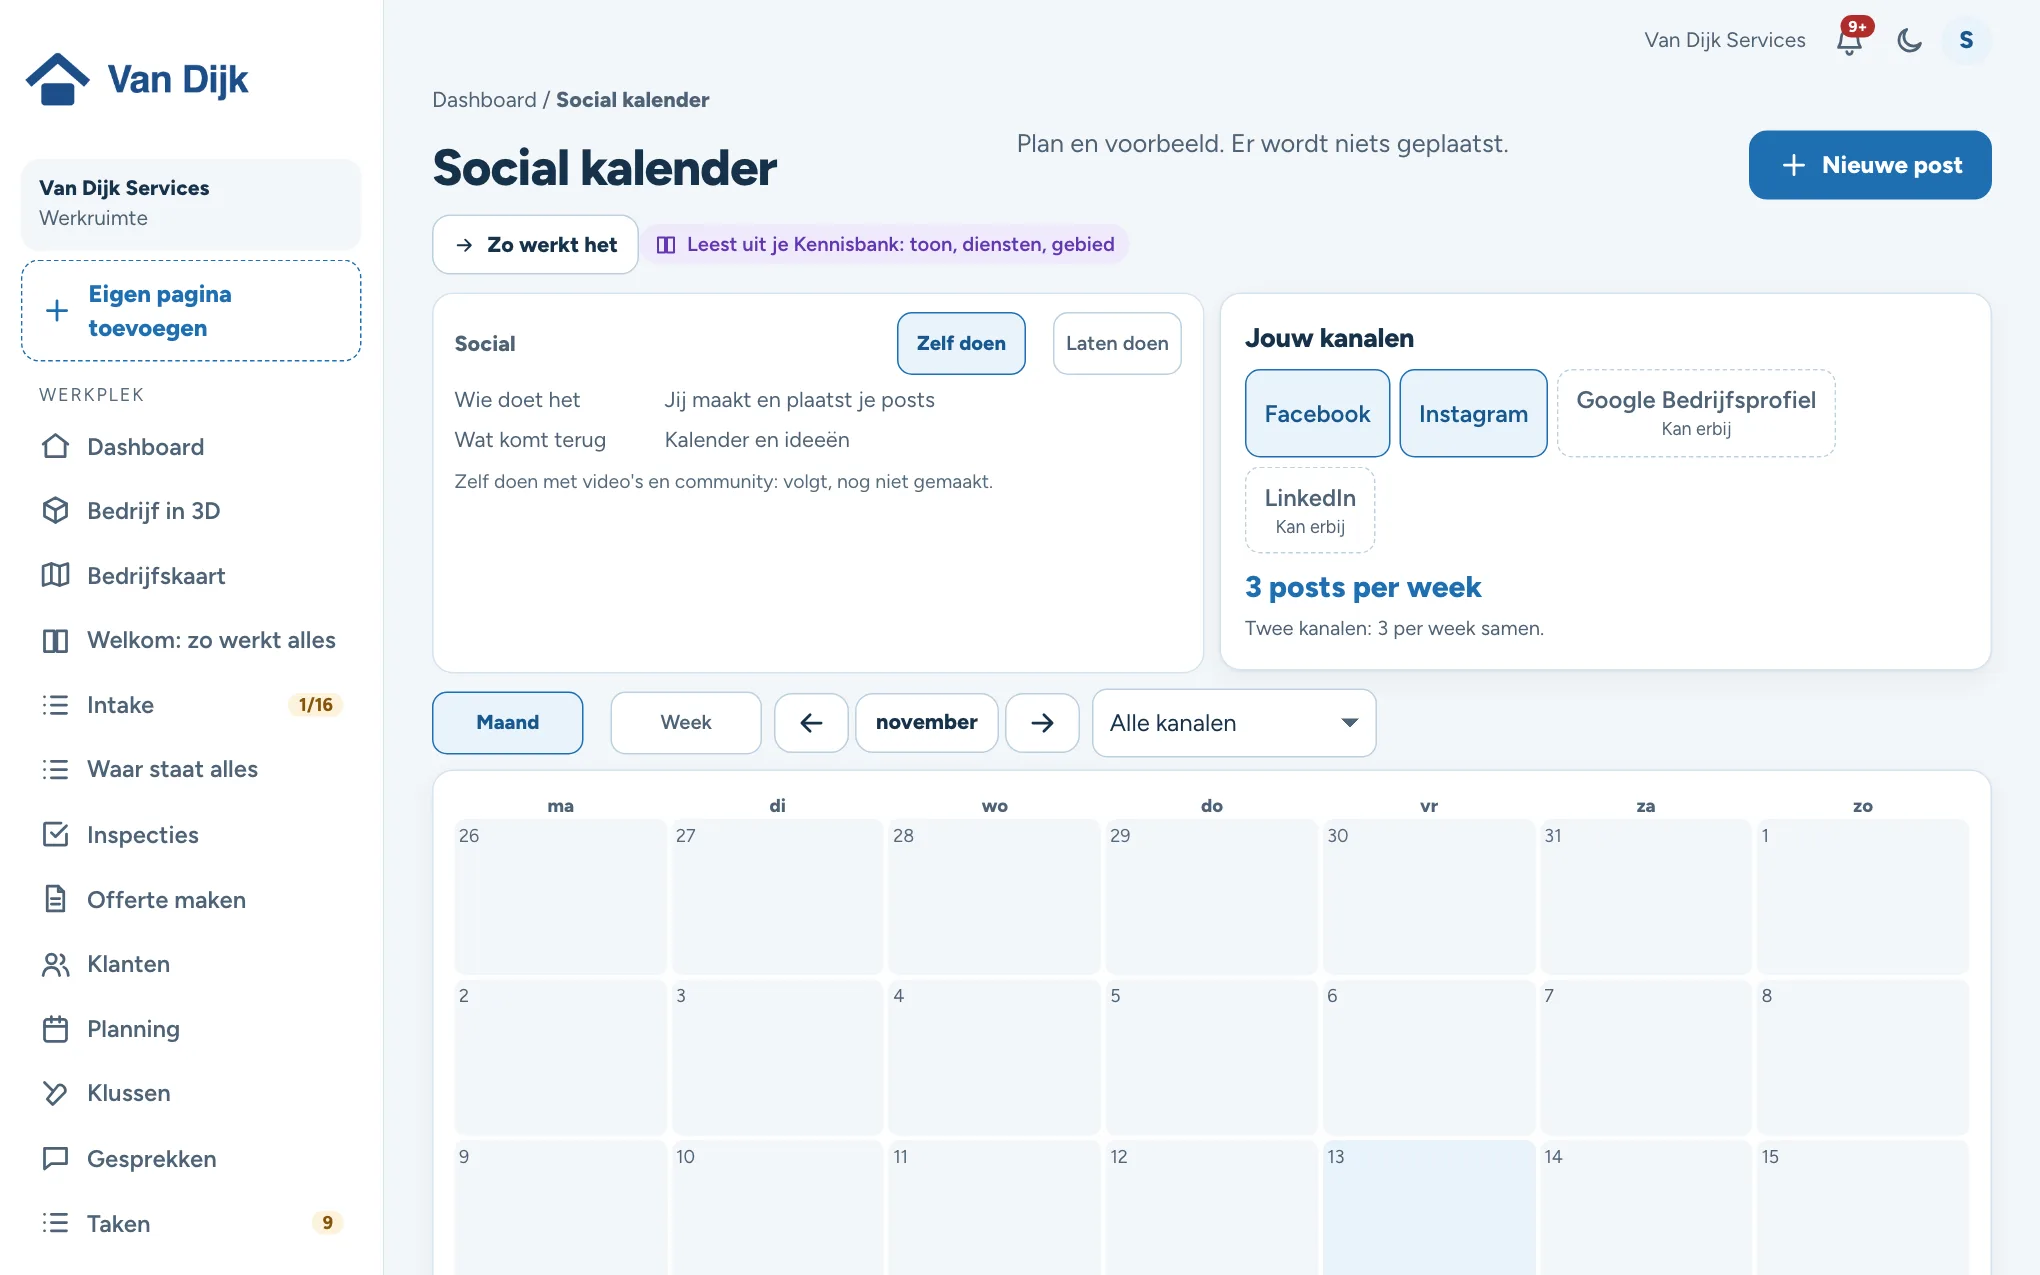 Van Dijk
Van Dijk Services
Werkruimte
Eigen pagina
toevoegen
WERKPLEK
Dashboard
Bedrijf in 3D
Bedrijfskaart
Welkom: zo werkt alles
Intake 1/16
Waar staat alles
Inspecties
Offerte maken
Klanten
Planning
Klussen
Gesprekken
Taken 9
Van Dijk Services 9+ S
Dashboard / Social kalender
Social kalender
Plan en voorbeeld. Er wordt niets geplaatst.
Nieuwe post
Zo werkt het
Leest uit je Kennisbank: toon, diensten, gebied
Social Zelf doen Laten doen
Wie doet het Jij maakt en plaatst je posts
Wat komt terug Kalender en ideeën
Zelf doen met video's en community: volgt, nog niet gemaakt.
Jouw kanalen
Facebook Instagram Google Bedrijfsprofiel
Kan erbij
LinkedIn
Kan erbij
3 posts per week
Twee kanalen: 3 per week samen.
Maand Week november Alle kanalen
ma di wo do vr za zo
26 27 28 29 30 31 1
2 3 4 5 6 7 8
9 10 11 12 13 14 15